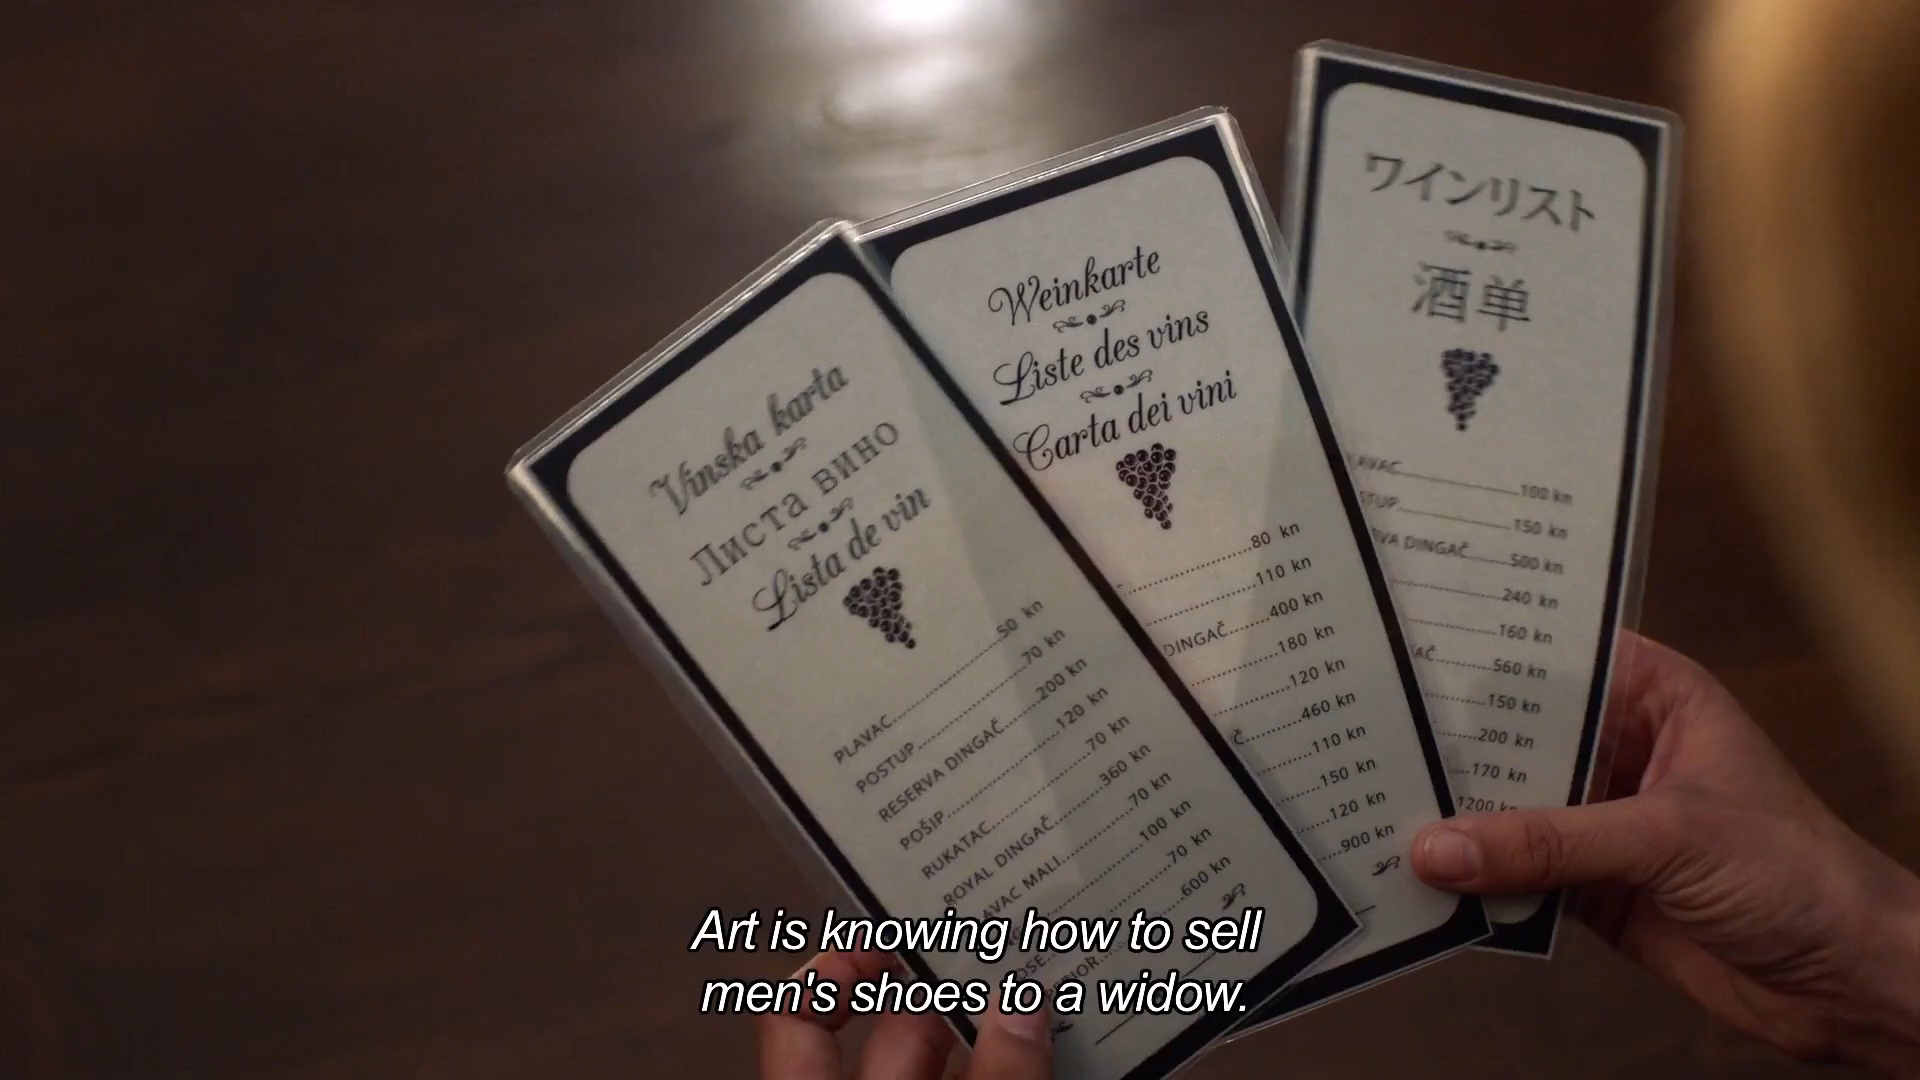 Vinska karta
Листа вино
Lista de vin
PLAVAC 50 kn
POSTUP 70 kn
RESERVA DINGAČ 200 kn
POŠIP 120 kn
RUKATAC 70 kn
ROYAL DINGAČ 360 kn
MALI 70 kn
100 kn
70 kn
600 kn
Weinkarte
Liste des vins
Carta dei vini
80 kn
110 kn
DINGAČ 400 kn
180 kn
120 kn
460 kn
110 kn
150 kn
120 kn
900 kn
ワインリスト
酒单
100 kn
150 kn
DINGAČ 500 kn
240 kn
160 kn
560 kn
150 kn
200 kn
170 kn
1200 kn
Art is knowing how to sell
men's shoes to a widow.